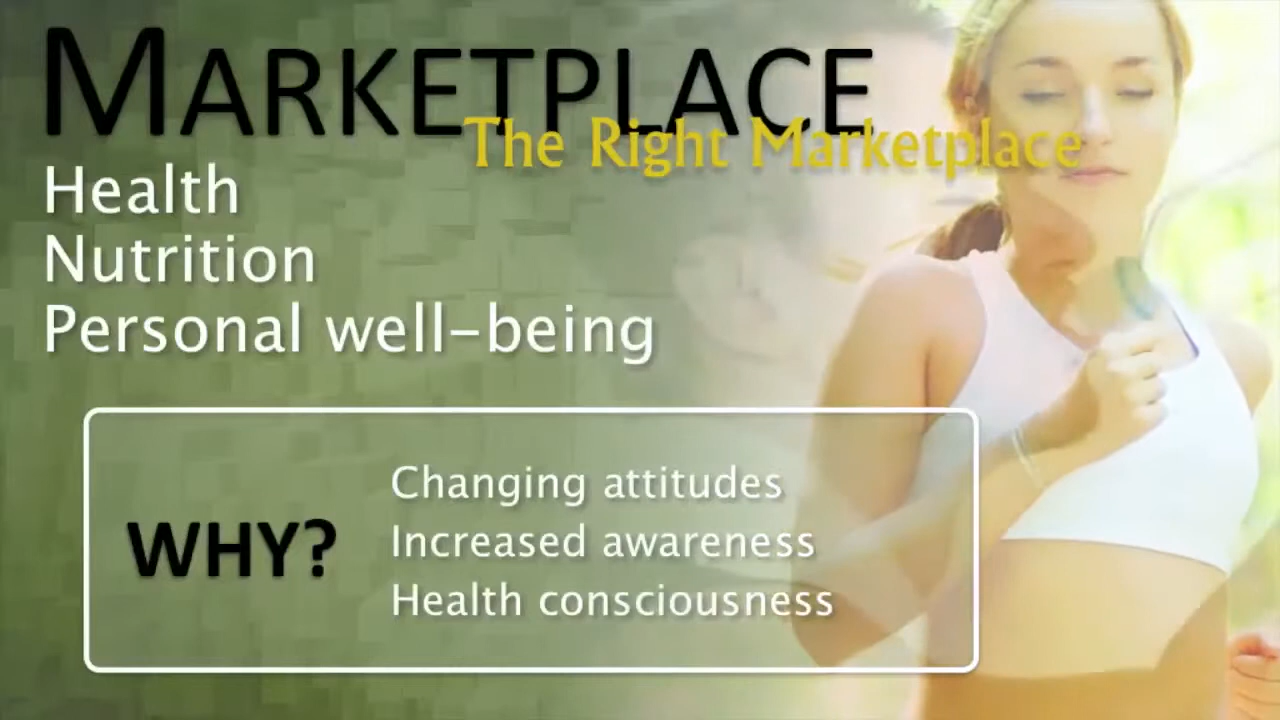 MARKETPLACE
The Right Marketplace
Health
Nutrition
Personal well-being
WHY?
Changing attitudes
Increased awareness
Health consciousness